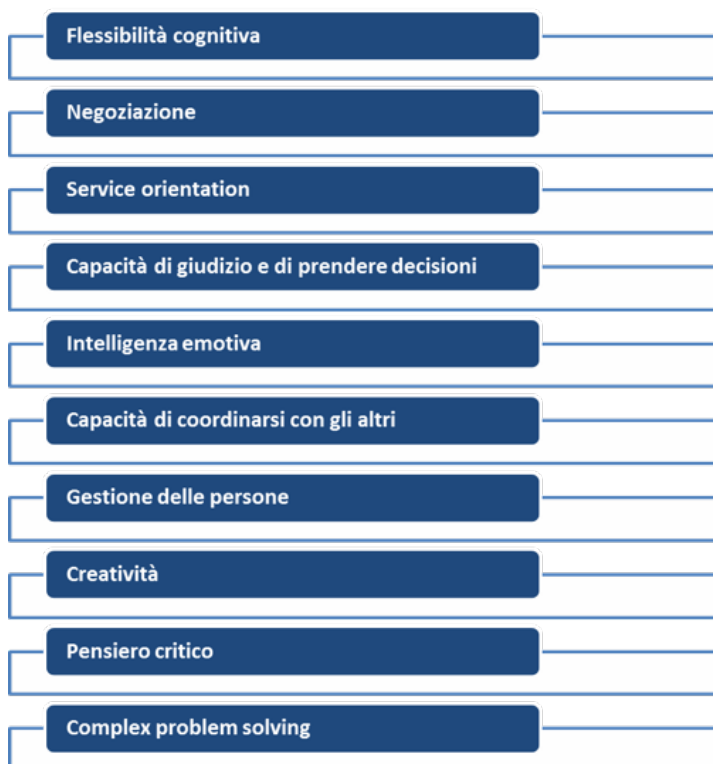 Flessibilità cognitiva
Negoziazione
Service orientation
Capacità di giudizio e di prendere decisioni
Intelligenza emotiva
Capacità di coordinarsi con gli altri
Gestione delle persone
Creatività
Pensiero critico
Complex problem solving